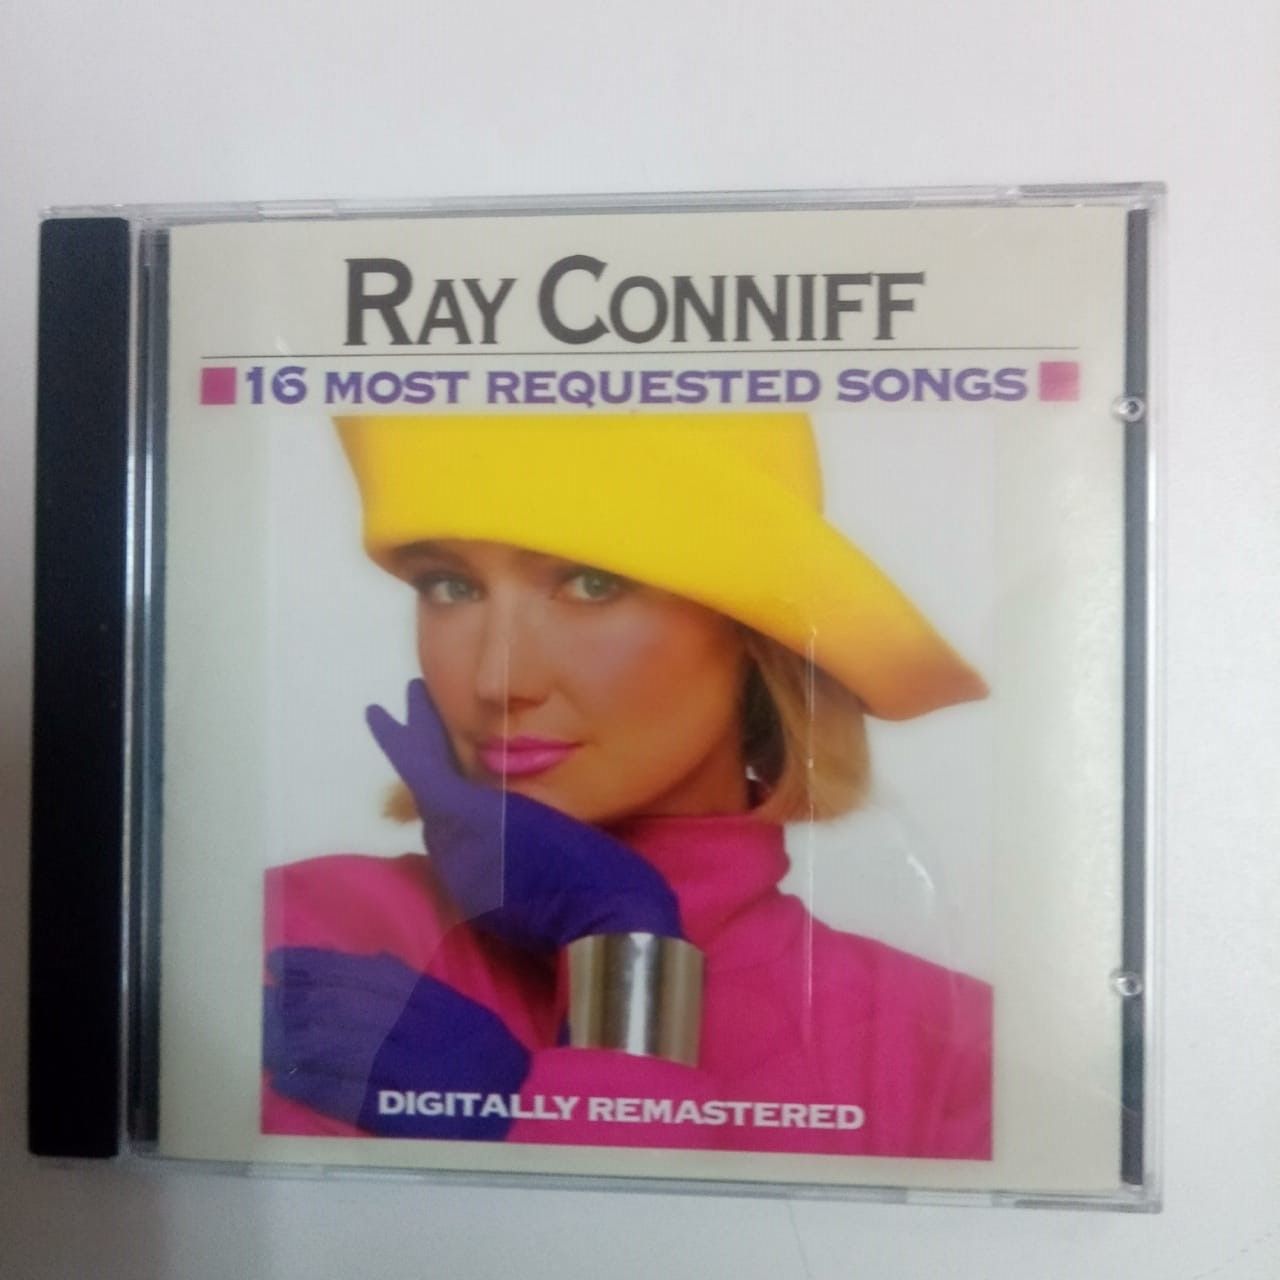 RAY CONNIFF
16 MOST REQUESTED SONGS
DIGITALLY REMASTERED